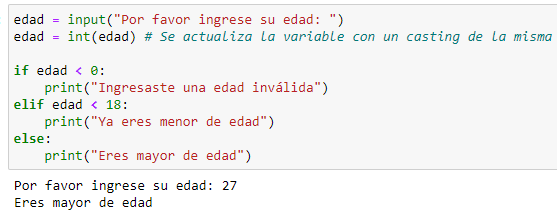 edad = input("Por favor ingrese su edad: ")
edad = int(edad) # Se actualiza la variable con un casting de la misma
if edad < 0:
    print("Ingresaste una edad inválida")
elif edad < 18:
    print("Ya eres menor de edad")
else:
    print("Eres mayor de edad")
Por favor ingrese su edad: 27
Eres mayor de edad